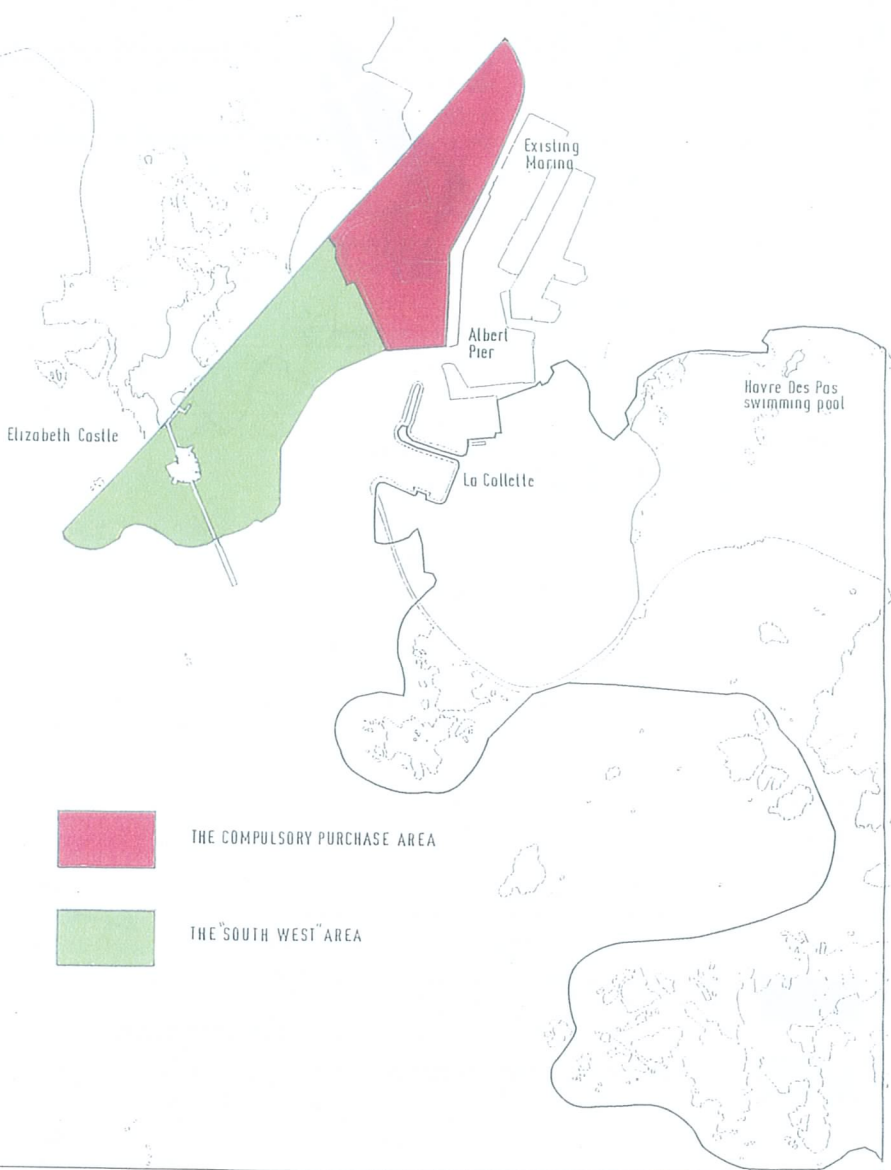 Existing
Marina
Albert
Pier
Havre Des Pas
swimming pool
Elizabeth Castle
La Collette
THE COMPULSORY PURCHASE AREA
THE "SOUTH WEST" AREA